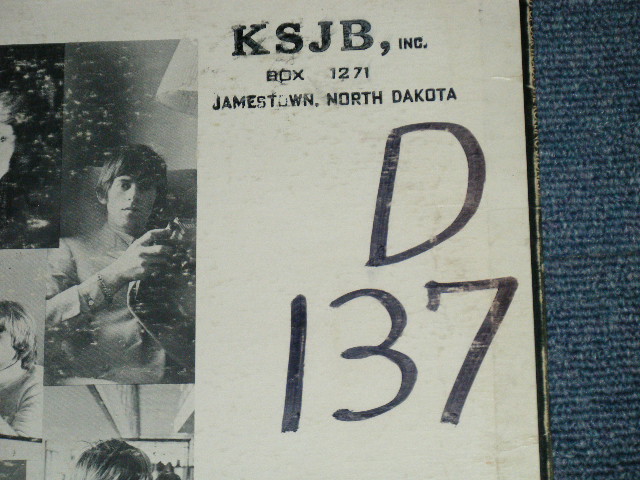 KSJB, INC.
BOX 1271
JAMESTOWN, NORTH DAKOTA
D
137